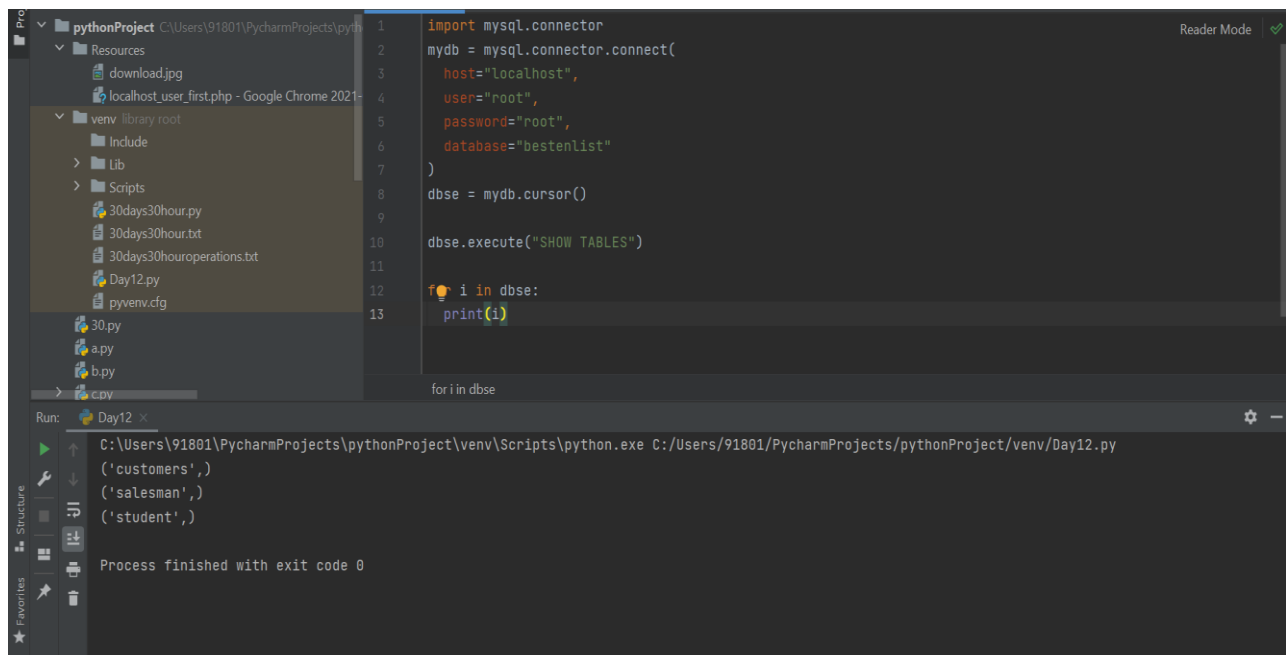 Pro
pythonProject C:\Users\91801\PycharmProjects\pyth
Resources
download.jpg
localhost_user_first.php - Google Chrome 2021-
venv library root
Include
Lib
Scripts
30days30hour.py
30days30hour.txt
30days30houroperations.txt
Day12.py
pyvenv.cfg
30.py
a.py
b.py
c.py
1 import mysql.connector
2 mydb = mysql.connector.connect(
3 host="localhost",
4 user="root",
5 password="root",
6 database="bestenlist"
7 )
8 dbse = mydb.cursor()
9
10 dbse.execute("SHOW TABLES")
11
12 for i in dbse:
13 print(i)
Reader Mode
for i in dbse
Run: Day12
C:\Users\91801\PycharmProjects\pythonProject\venv\Scripts\python.exe C:/Users/91801/PycharmProjects/pythonProject/venv/Day12.py
('customers',)
('salesman',)
('student',)
Process finished with exit code 0
Structure
Favorites